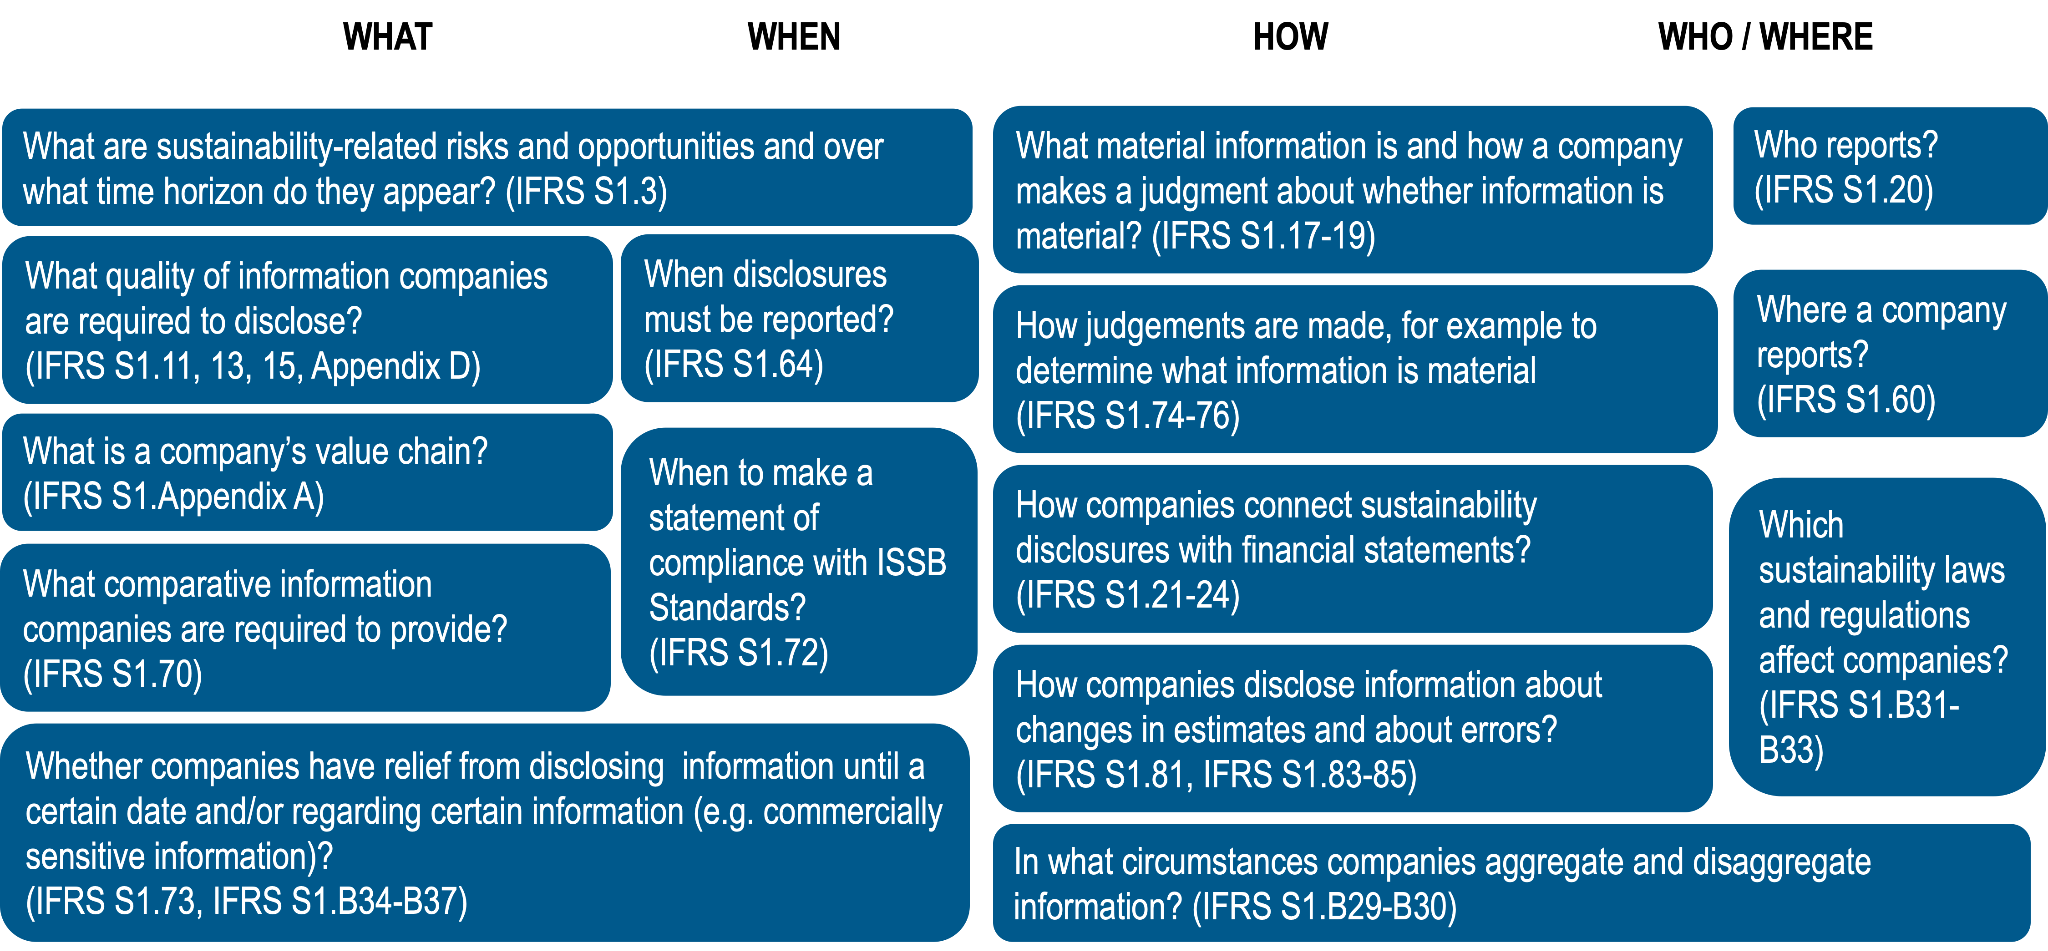 WHAT
WHEN
HOW
WHO / WHERE
What are sustainability-related risks and opportunities and over
what time horizon do they appear? (IFRS S1.3)
What quality of information companies
are required to disclose?
(IFRS S1.11, 13, 15, Appendix D)
When disclosures
must be reported?
(IFRS S1.64)
What is a company’s value chain?
(IFRS S1.Appendix A)
When to make a
statement of
compliance with ISSB
Standards?
(IFRS S1.72)
What comparative information
companies are required to provide?
(IFRS S1.70)
Whether companies have relief from disclosing  information until a
certain date and/or regarding certain information (e.g. commercially
sensitive information)?
(IFRS S1.73, IFRS S1.B34-B37)
What material information is and how a company
makes a judgment about whether information is
material? (IFRS S1.17-19)
How judgements are made, for example to
determine what information is material
(IFRS S1.74-76)
How companies connect sustainability
disclosures with financial statements?
(IFRS S1.21-24)
How companies disclose information about
changes in estimates and about errors?
(IFRS S1.81, IFRS S1.83-85)
Who reports?
(IFRS S1.20)
Where a company
reports?
(IFRS S1.60)
Which
sustainability laws
and regulations
affect companies?
(IFRS S1.B31-
B33)
In what circumstances companies aggregate and disaggregate
information? (IFRS S1.B29-B30)